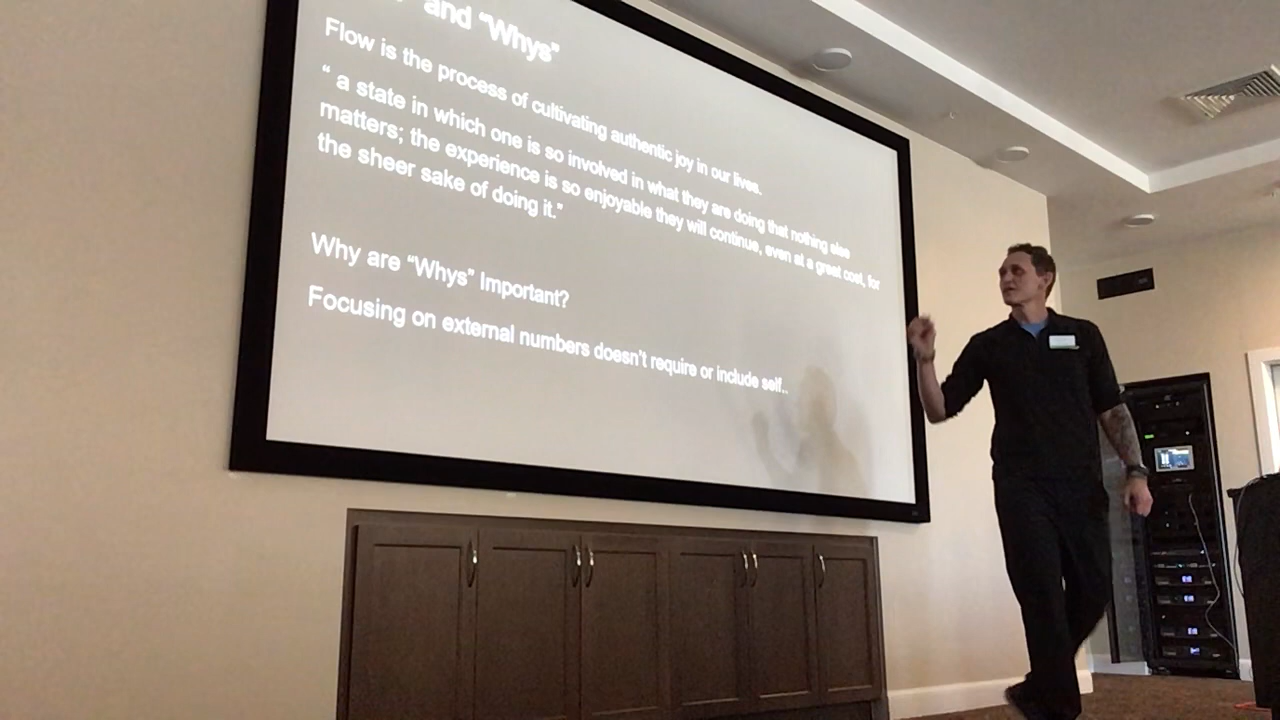 and “Whys”
Flow is the process of cultivating authentic joy in our lives.
“ a state in which one is so involved in what they are doing that nothing else
matters; the experience is so enjoyable they will continue, even at a great cost, for
the sheer sake of doing it.”
Why are “Whys” Important?
Focusing on external numbers doesn’t require or include self..